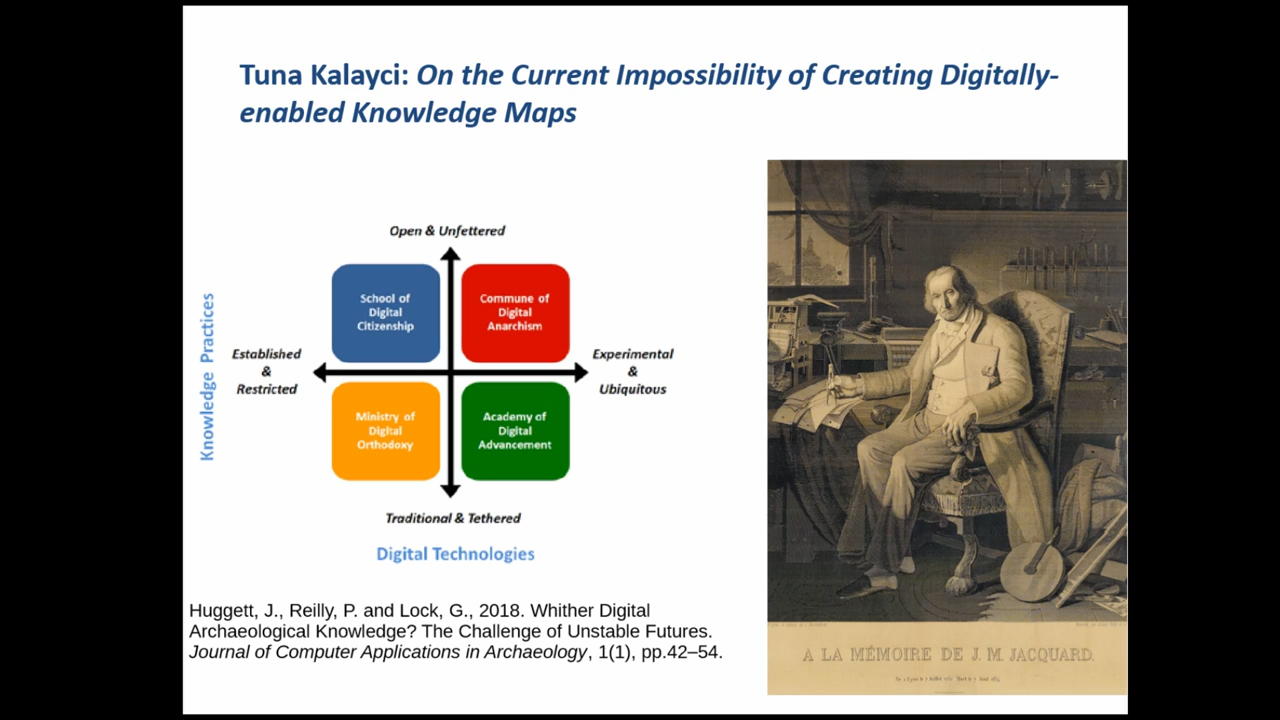 Tuna Kalayci: On the Current Impossibility of Creating Digitally-
enabled Knowledge Maps
Open & Unfettered
School of
Digital
Citizenship
Commune of
Digital
Anarchism
Knowledge Practices
Established
&
Restricted
Experimental
&
Ubiquitous
Ministry of
Digital
Orthodoxy
Academy of
Digital
Advancement
Traditional & Tethered
Digital Technologies
Huggett, J., Reilly, P. and Lock, G., 2018. Whither Digital
Archaeological Knowledge? The Challenge of Unstable Futures.
Journal of Computer Applications in Archaeology, 1(1), pp.42–54.
A LA MÉMOIRE DE J. M. JACQUARD.